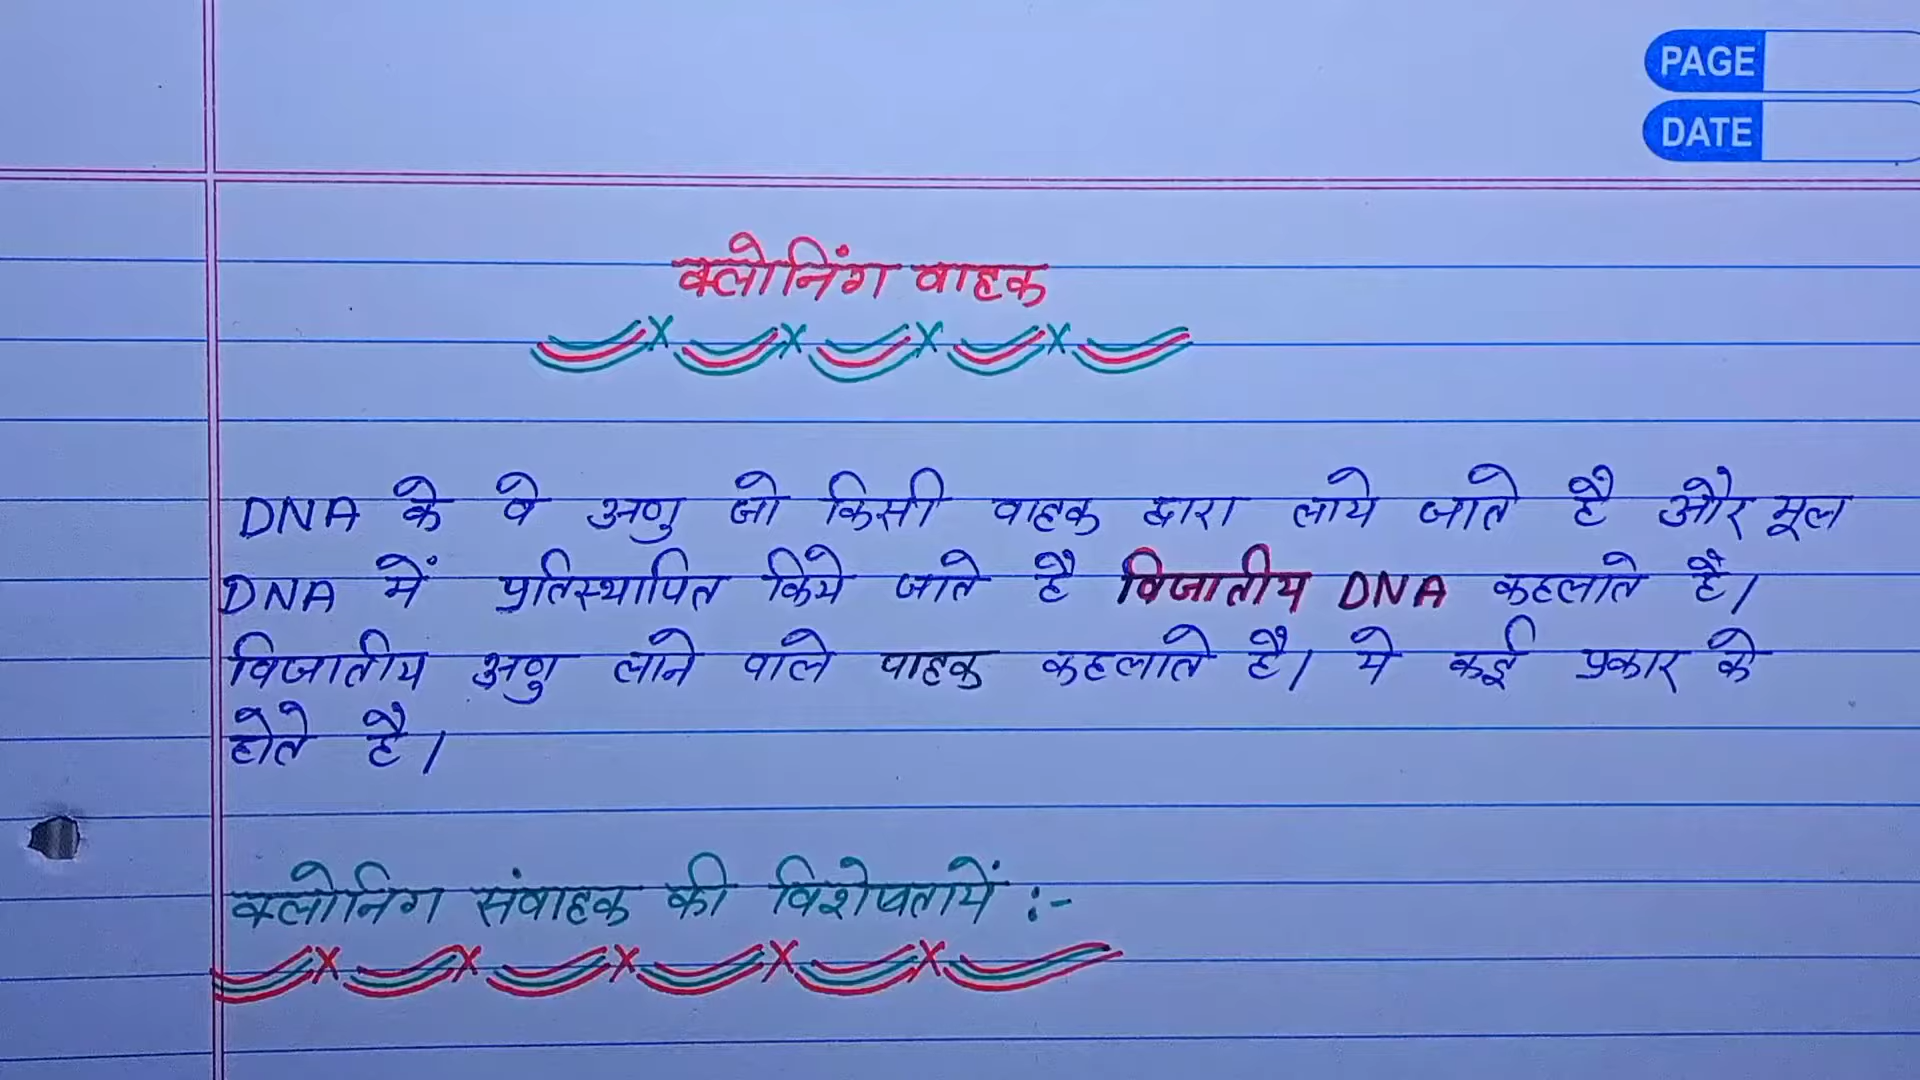 PAGE
DATE
क्लोनिंग वाहक
DNA के वे अणु जो किसी वाहक द्वारा लाये जाते है और मूल
DNA में प्रतिस्थापित किये जाते है विजातीय DNA कहलाते है।
विजातीय अणु लाने वाले वाहक कहलाते है। ये कई प्रकार के
होते है।
क्लोनिग संवाहक की विशेषतायें :-